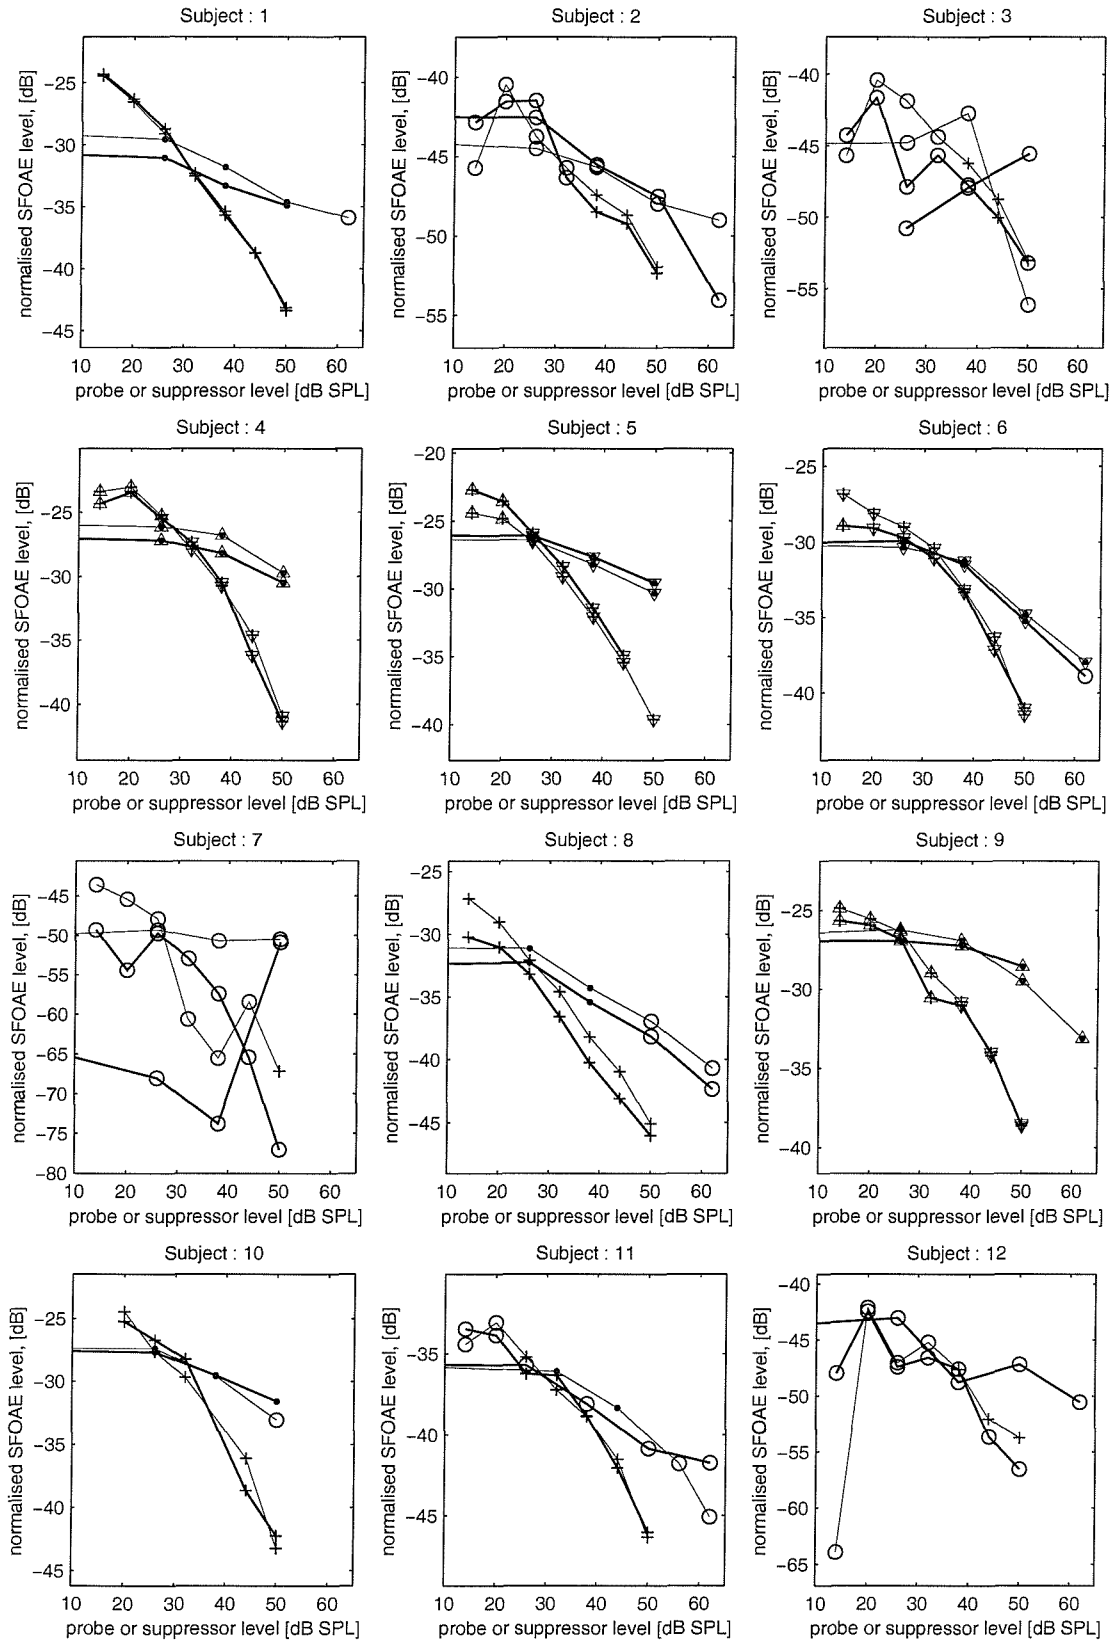 Subject : 1
Subject : 2
Subject : 3
normalised SFOAE level, [dB]
−25
−30
−35
−40
−45
10 20 30 40 50 60
probe or suppressor level [dB SPL]
normalised SFOAE level, [dB]
−40
−45
−50
−55
10 20 30 40 50 60
probe or suppressor level [dB SPL]
normalised SFOAE level, [dB]
−40
−45
−50
−55
10 20 30 40 50 60
probe or suppressor level [dB SPL]
Subject : 4
Subject : 5
Subject : 6
normalised SFOAE level, [dB]
−25
−30
−35
−40
10 20 30 40 50 60
probe or suppressor level [dB SPL]
normalised SFOAE level, [dB]
−20
−25
−30
−35
−40
10 20 30 40 50 60
probe or suppressor level [dB SPL]
normalised SFOAE level, [dB]
−25
−30
−35
−40
10 20 30 40 50 60
probe or suppressor level [dB SPL]
Subject : 7
Subject : 8
Subject : 9
normalised SFOAE level, [dB]
−45
−50
−55
−60
−65
−70
−75
−80
10 20 30 40 50 60
probe or suppressor level [dB SPL]
normalised SFOAE level, [dB]
−25
−30
−35
−40
−45
10 20 30 40 50 60
probe or suppressor level [dB SPL]
normalised SFOAE level, [dB]
−25
−30
−35
−40
10 20 30 40 50 60
probe or suppressor level [dB SPL]
Subject : 10
Subject : 11
Subject : 12
normalised SFOAE level, [dB]
−25
−30
−35
−40
−45
10 20 30 40 50 60
probe or suppressor level [dB SPL]
normalised SFOAE level, [dB]
−35
−40
−45
10 20 30 40 50 60
probe or suppressor level [dB SPL]
normalised SFOAE level, [dB]
−40
−45
−50
−55
−60
−65
10 20 30 40 50 60
probe or suppressor level [dB SPL]